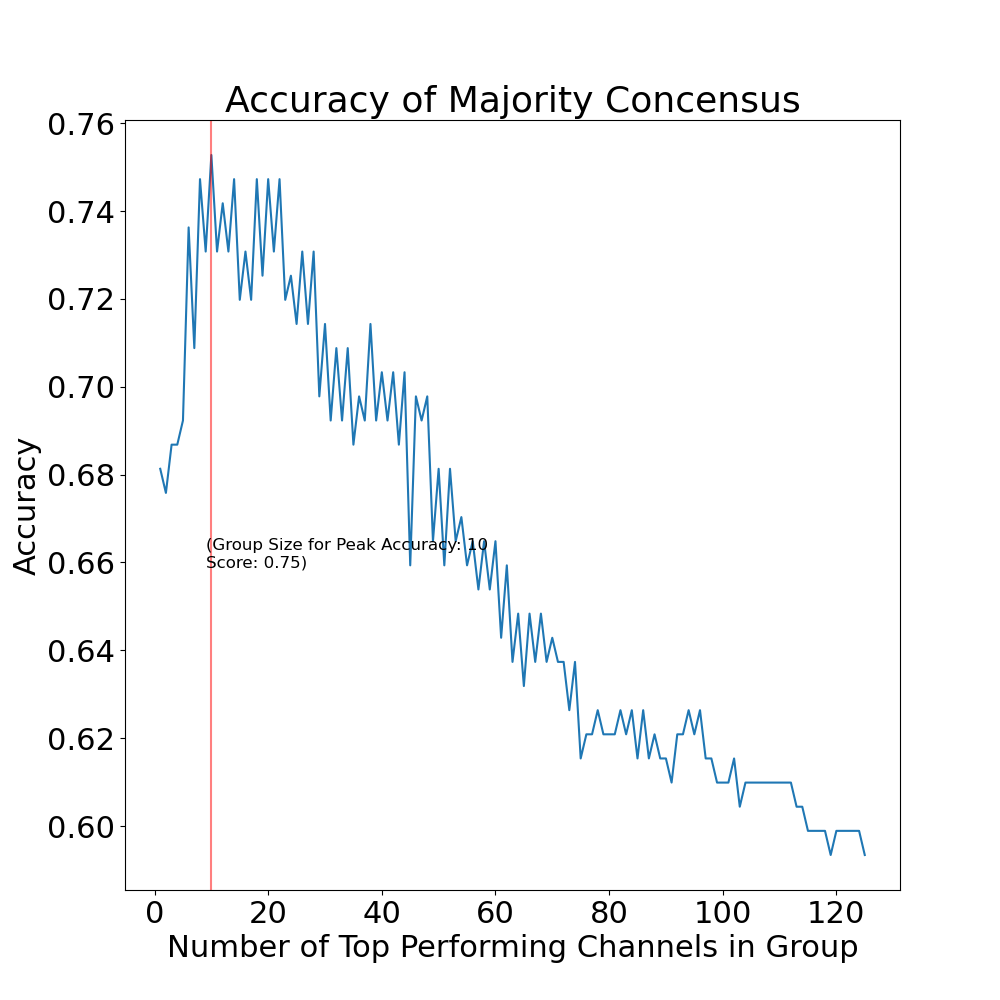 Accuracy of Majority Concensus
0.76
0.74
0.72
0.70
0.68
0.66
0.64
0.62
0.60
Accuracy
(Group Size for Peak Accuracy: 10
Score: 0.75)
0 20 40 60 80 100 120
Number of Top Performing Channels in Group